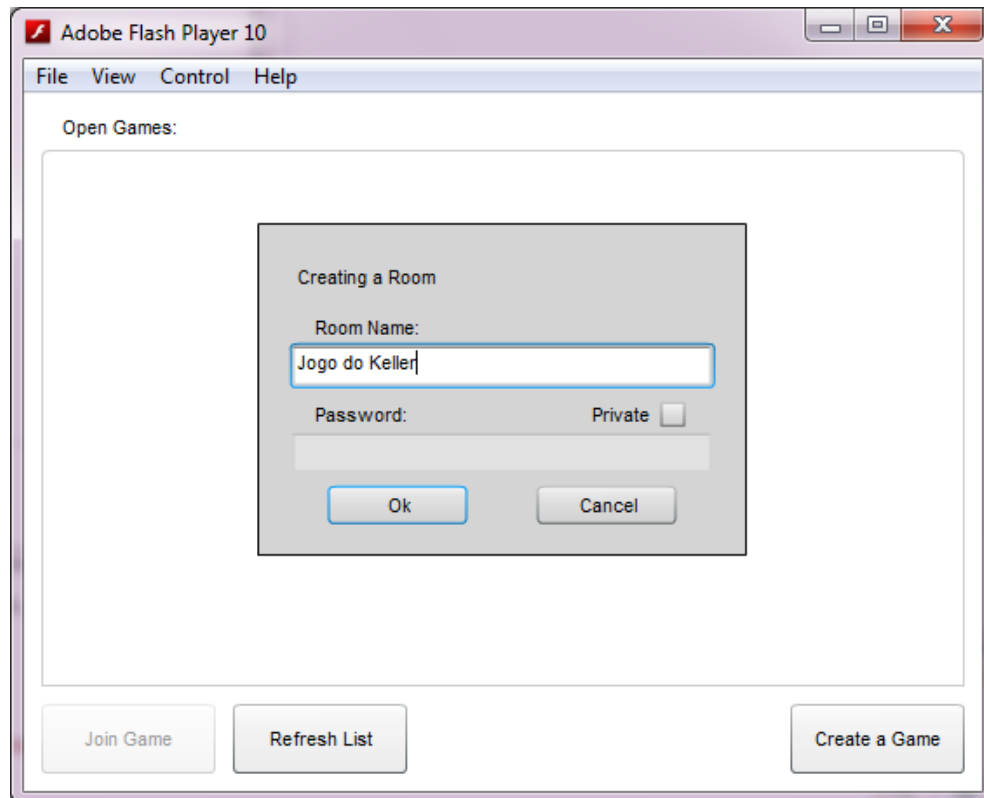 Adobe Flash Player 10
File View Control Help
Open Games:
Creating a Room
Room Name:
Jogo do Keller
Password: Private
Ok Cancel
Join Game Refresh List Create a Game